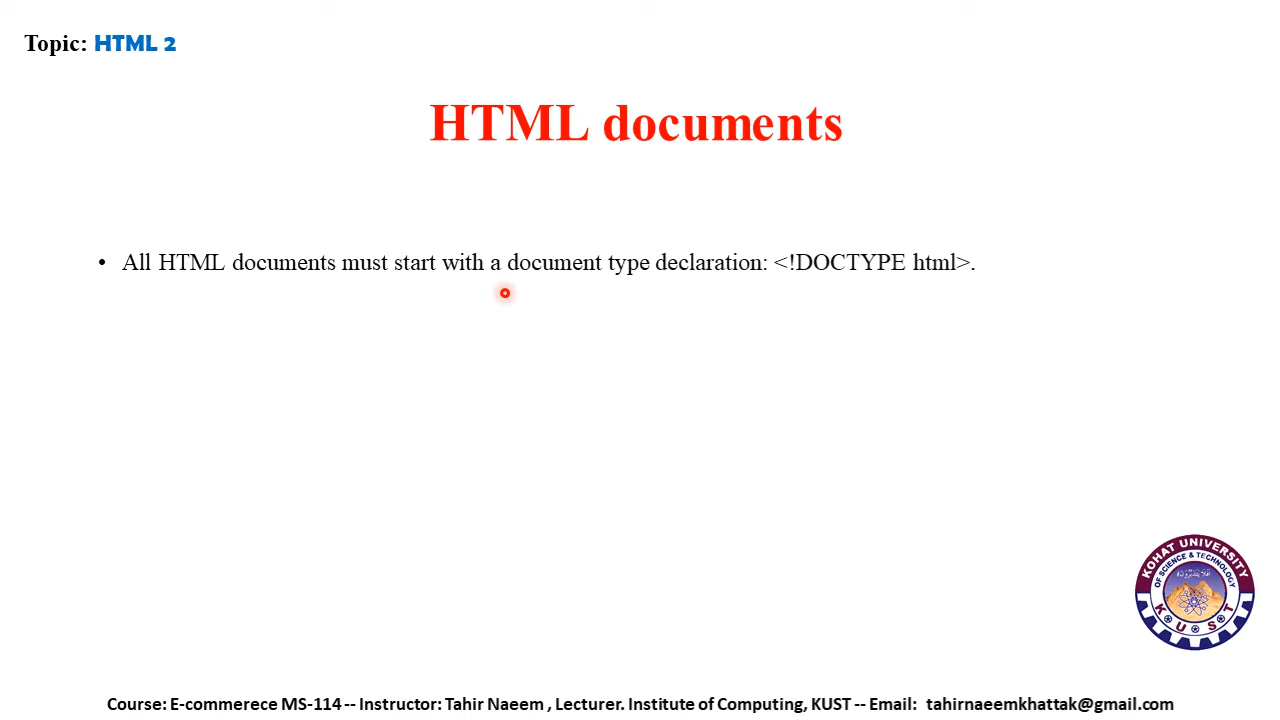 Topic: HTML 2
HTML documents
• All HTML documents must start with a document type declaration: <!DOCTYPE html>.
KOHAT UNIVERSITY
OF SCIENCE & TECHNOLOGY
K U S T
Course: E-commerece MS-114 -- Instructor: Tahir Naeem , Lecturer. Institute of Computing, KUST -- Email: tahirnaeemkhattak@gmail.com